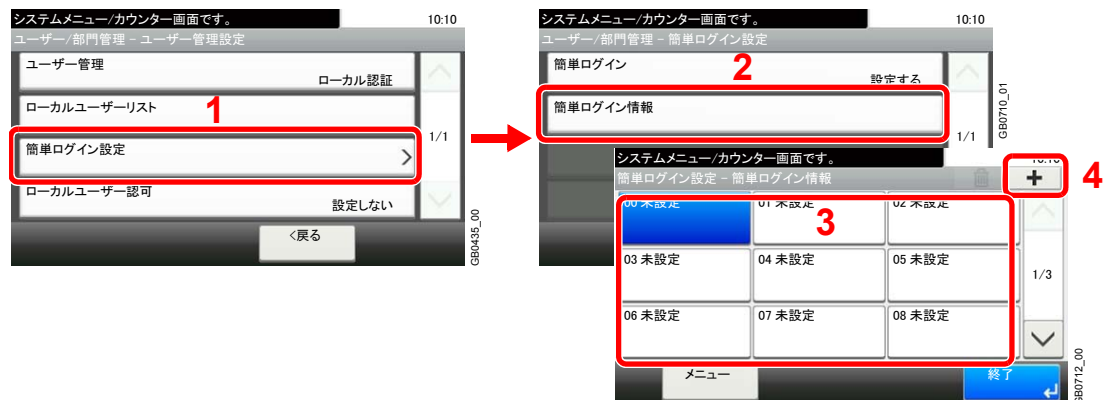 システムメニュー/カウンター画面です。
10:10
ユーザー/部門管理 - ユーザー管理設定
ユーザー管理
ローカル認証
ローカルユーザーリスト
1
簡単ログイン設定
>
1/1
ローカルユーザー認可
設定しない
<戻る
GB0435_00
システムメニュー/カウンター画面です。
10:10
ユーザー/部門管理 - 簡単ログイン設定
簡単ログイン
2
設定する
簡単ログイン情報
1/1
GB0710_01
システムメニュー/カウンター画面です。
10:10
簡単ログイン設定 - 簡単ログイン情報
+
4
00 未設定
01 未設定
02 未設定
3
03 未設定
04 未設定
05 未設定
1/3
06 未設定
07 未設定
08 未設定
メニュー
終了
GB0712_00